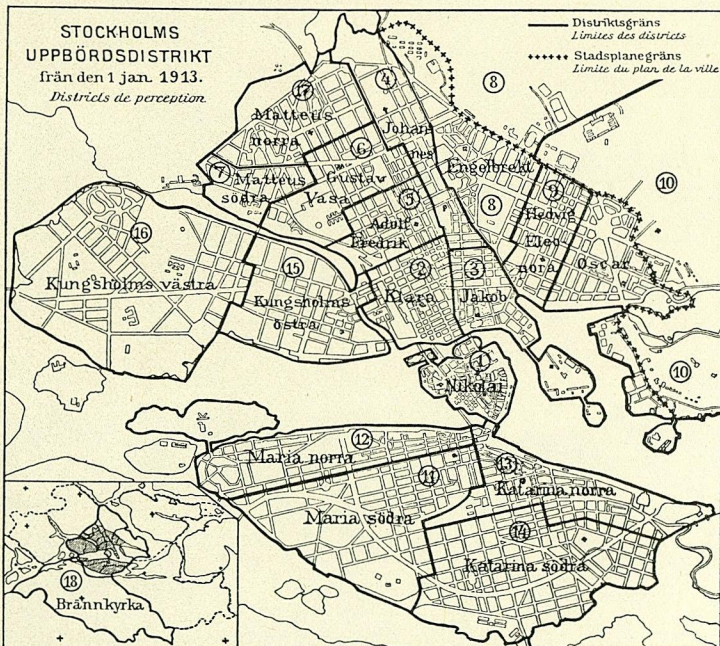 STOCKHOLMS
UPPBÖRDSDISTRIKT
från den 1 jan. 1913.
Districts de perception.
Distriktsgräns
Limites des districts
Stadsplanegräns
Limite du plan de la ville
17
Matteus
norra
4
Johan-
nes
8
Engelbrekt
6
Gustav
Vasa
7
Matteus
södra
5
Adolf
Fredrik
8
9
Hedvig
Eleo
nora
10
Oscar
16
Kungsholms västra
15
Kungsholms
östra
2
Klara
3
Jakob
1
Nikolai
10
12
Maria norra
11
Maria södra
13
Katarina norra
14
Katarina södra
18
Brännkyrka